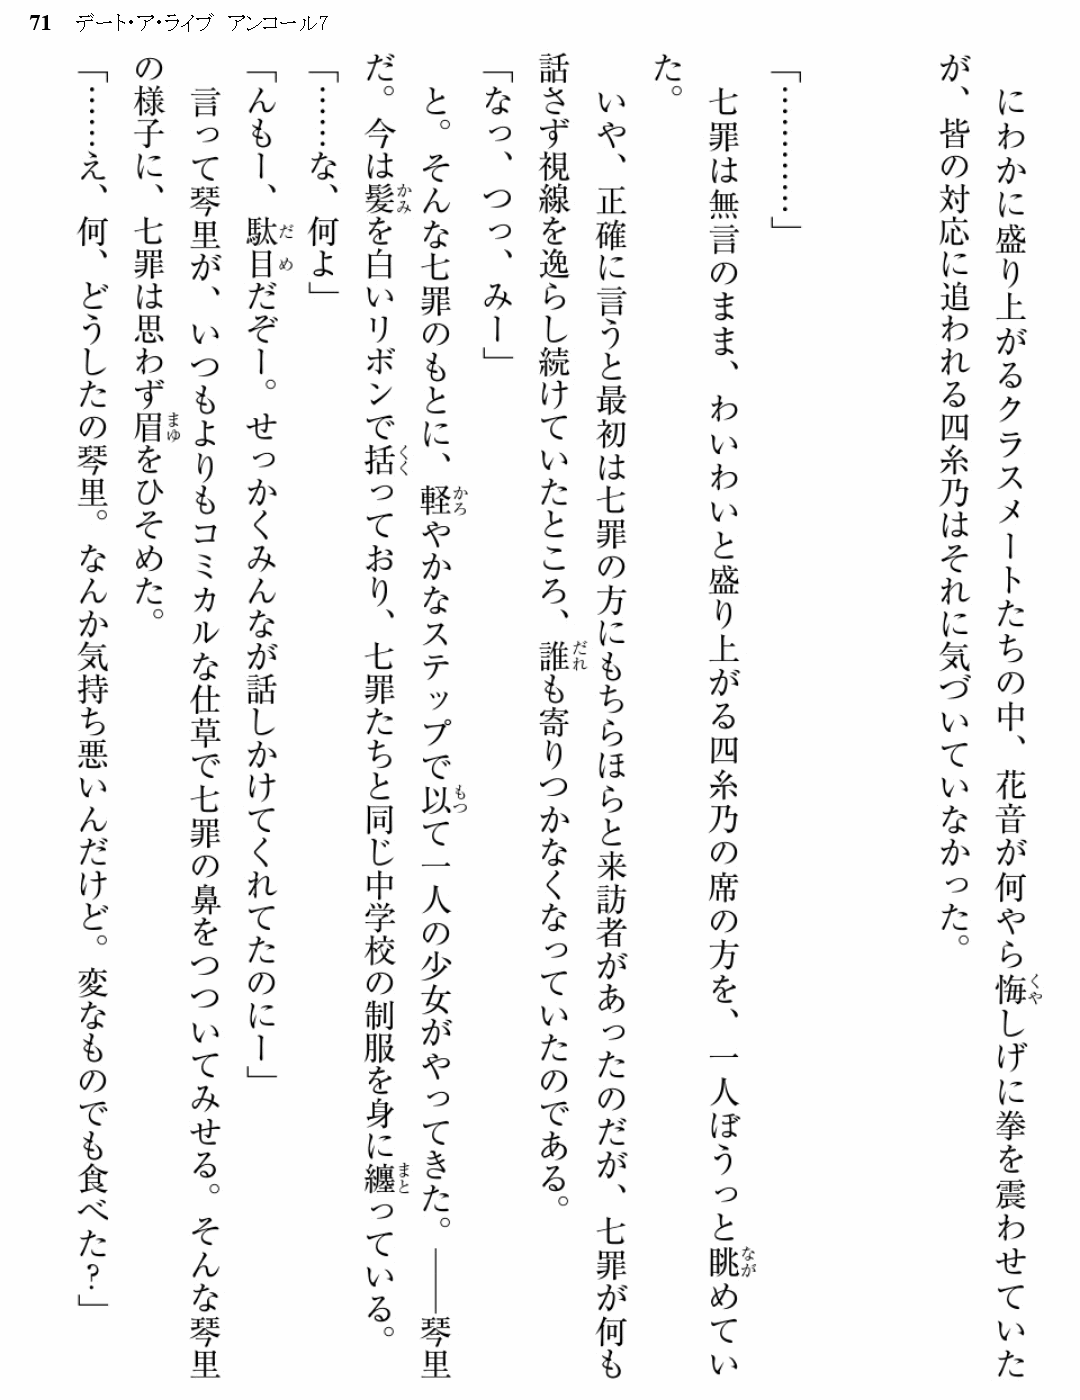 71 デート・ア・ライブ アンコール7
にわかに盛り上がるクラスメートたちの中、花音が何やら悔しげに拳を震わせていた
が、皆の対応に追われる四糸乃はそれに気づいていなかった。
「…………」
七罪は無言のまま、わいわいと盛り上がる四糸乃の席の方を、一人ぼうっと眺めてい
た。
いや、正確に言うと最初は七罪の方にもちらほらと来訪者があったのだが、七罪が何も
話さず視線を逸らし続けていたところ、誰も寄りつかなくなっていたのである。
「なっ、つっ、みー」
と。そんな七罪のもとに、軽やかなステップで以て一人の少女がやってきた。――琴里
だ。今は髪を白いリボンで括っており、七罪たちと同じ中学校の制服を身に纏っている。
「……な、何よ」
「んもー、駄目だぞー。せっかくみんなが話しかけてくれてたのにー」
言って琴里が、いつもよりもコミカルな仕草で七罪の鼻をつついてみせる。そんな琴里
の様子に、七罪は思わず眉をひそめた。
「……え、何、どうしたの琴里。なんか気持ち悪いんだけど。変なものでも食べた?」